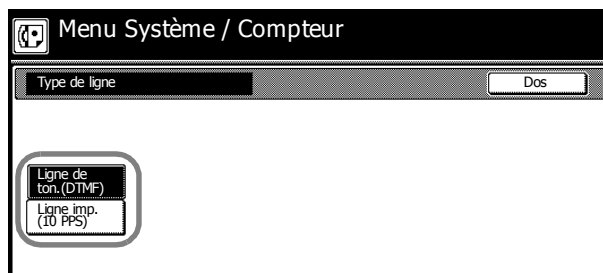 Menu Système / Compteur
Type de ligne
Dos
Ligne de
ton.(DTMF)
Ligne imp.
(10 PPS)